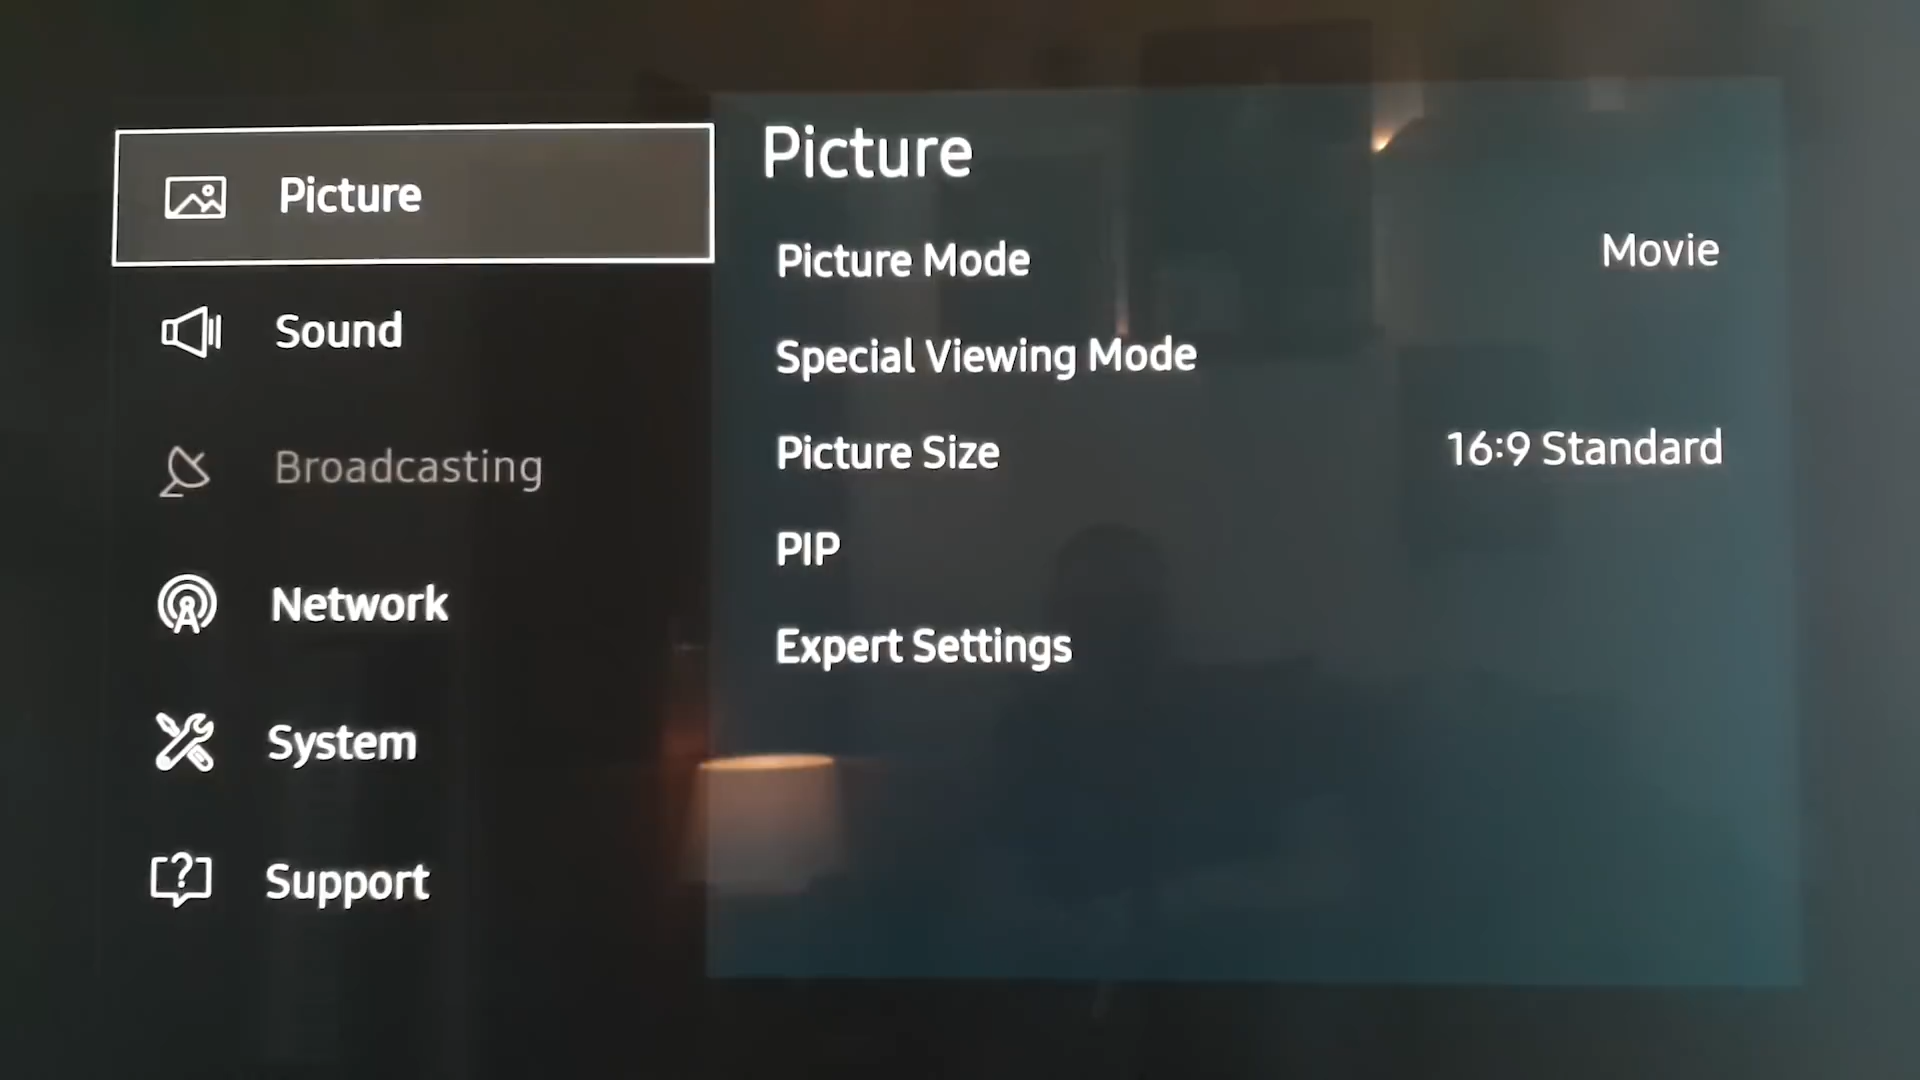 Picture
Sound
Broadcasting
Network
System
Support
Picture
Picture Mode Movie
Special Viewing Mode
Picture Size 16:9 Standard
PIP
Expert Settings